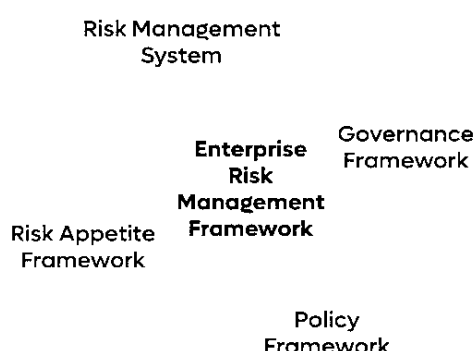 Risk Management
System
Governance
Framework
Enterprise
Risk
Management
Framework
Risk Appetite
Framework
Policy
Framework